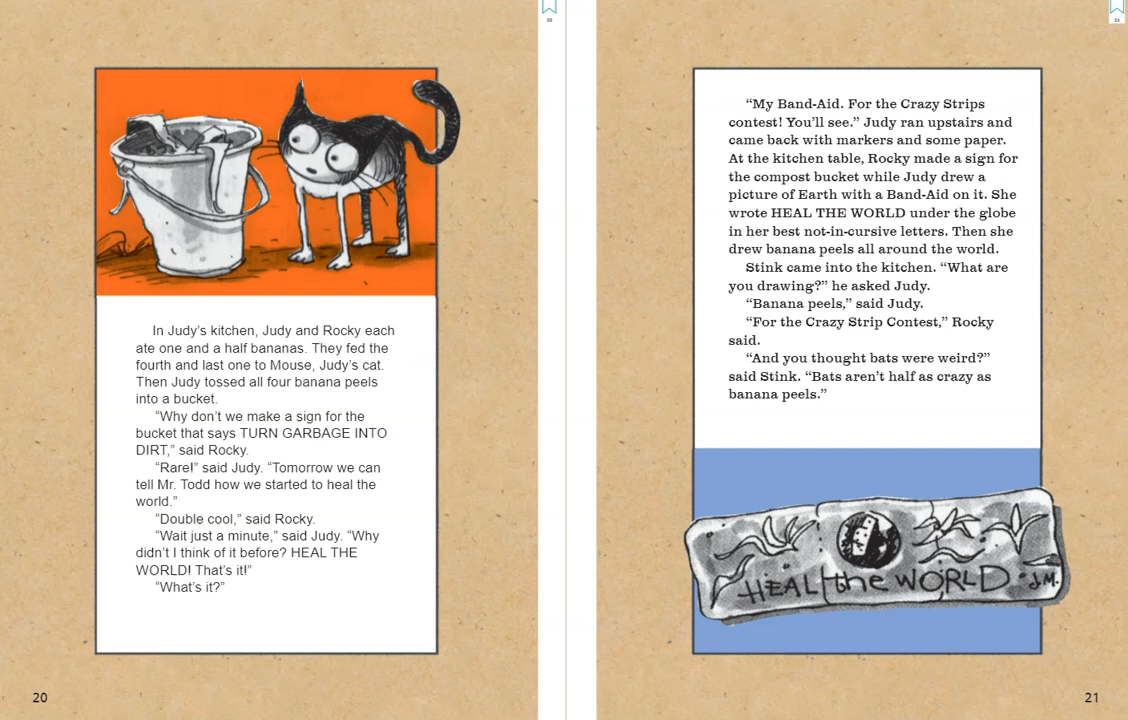 20
21
In Judy’s kitchen, Judy and Rocky each
ate one and a half bananas. They fed the
fourth and last one to Mouse, Judy’s cat.
Then Judy tossed all four banana peels
into a bucket.
“Why don’t we make a sign for the
bucket that says TURN GARBAGE INTO
DIRT,” said Rocky.
“Rare!” said Judy. “Tomorrow we can
tell Mr. Todd how we started to heal the
world.”
“Double cool,” said Rocky.
“Wait just a minute,” said Judy. “Why
didn’t I think of it before? HEAL THE
WORLD! That’s it!”
“What’s it?”
20
“My Band-Aid. For the Crazy Strips
contest! You’ll see.” Judy ran upstairs and
came back with markers and some paper.
At the kitchen table, Rocky made a sign for
the compost bucket while Judy drew a
picture of Earth with a Band-Aid on it. She
wrote HEAL THE WORLD under the globe
in her best not-in-cursive letters. Then she
drew banana peels all around the world.
Stink came into the kitchen. “What are
you drawing?” he asked Judy.
“Banana peels,” said Judy.
“For the Crazy Strip Contest,” Rocky
said.
“And you thought bats were weird?”
said Stink. “Bats aren’t half as crazy as
banana peels.”
HEAL the WORLD J.M.
21